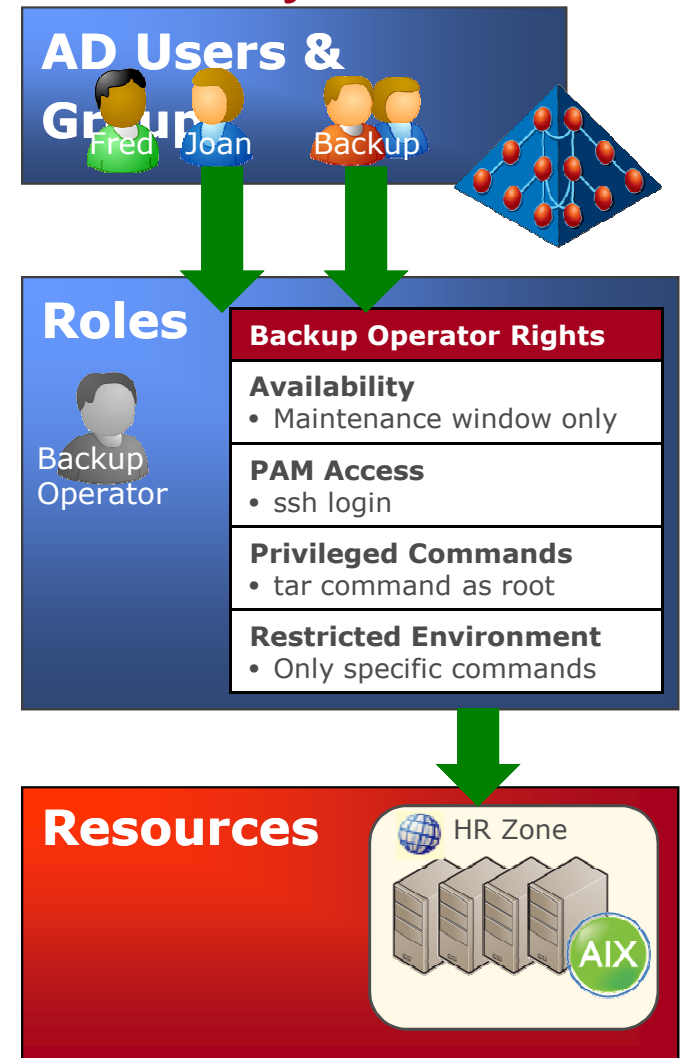 AD Users &
Group
Fred Joan Backup
Roles
Backup
Operator
Backup Operator Rights
Availability
• Maintenance window only
PAM Access
• ssh login
Privileged Commands
• tar command as root
Restricted Environment
• Only specific commands
Resources
HR Zone
AIX